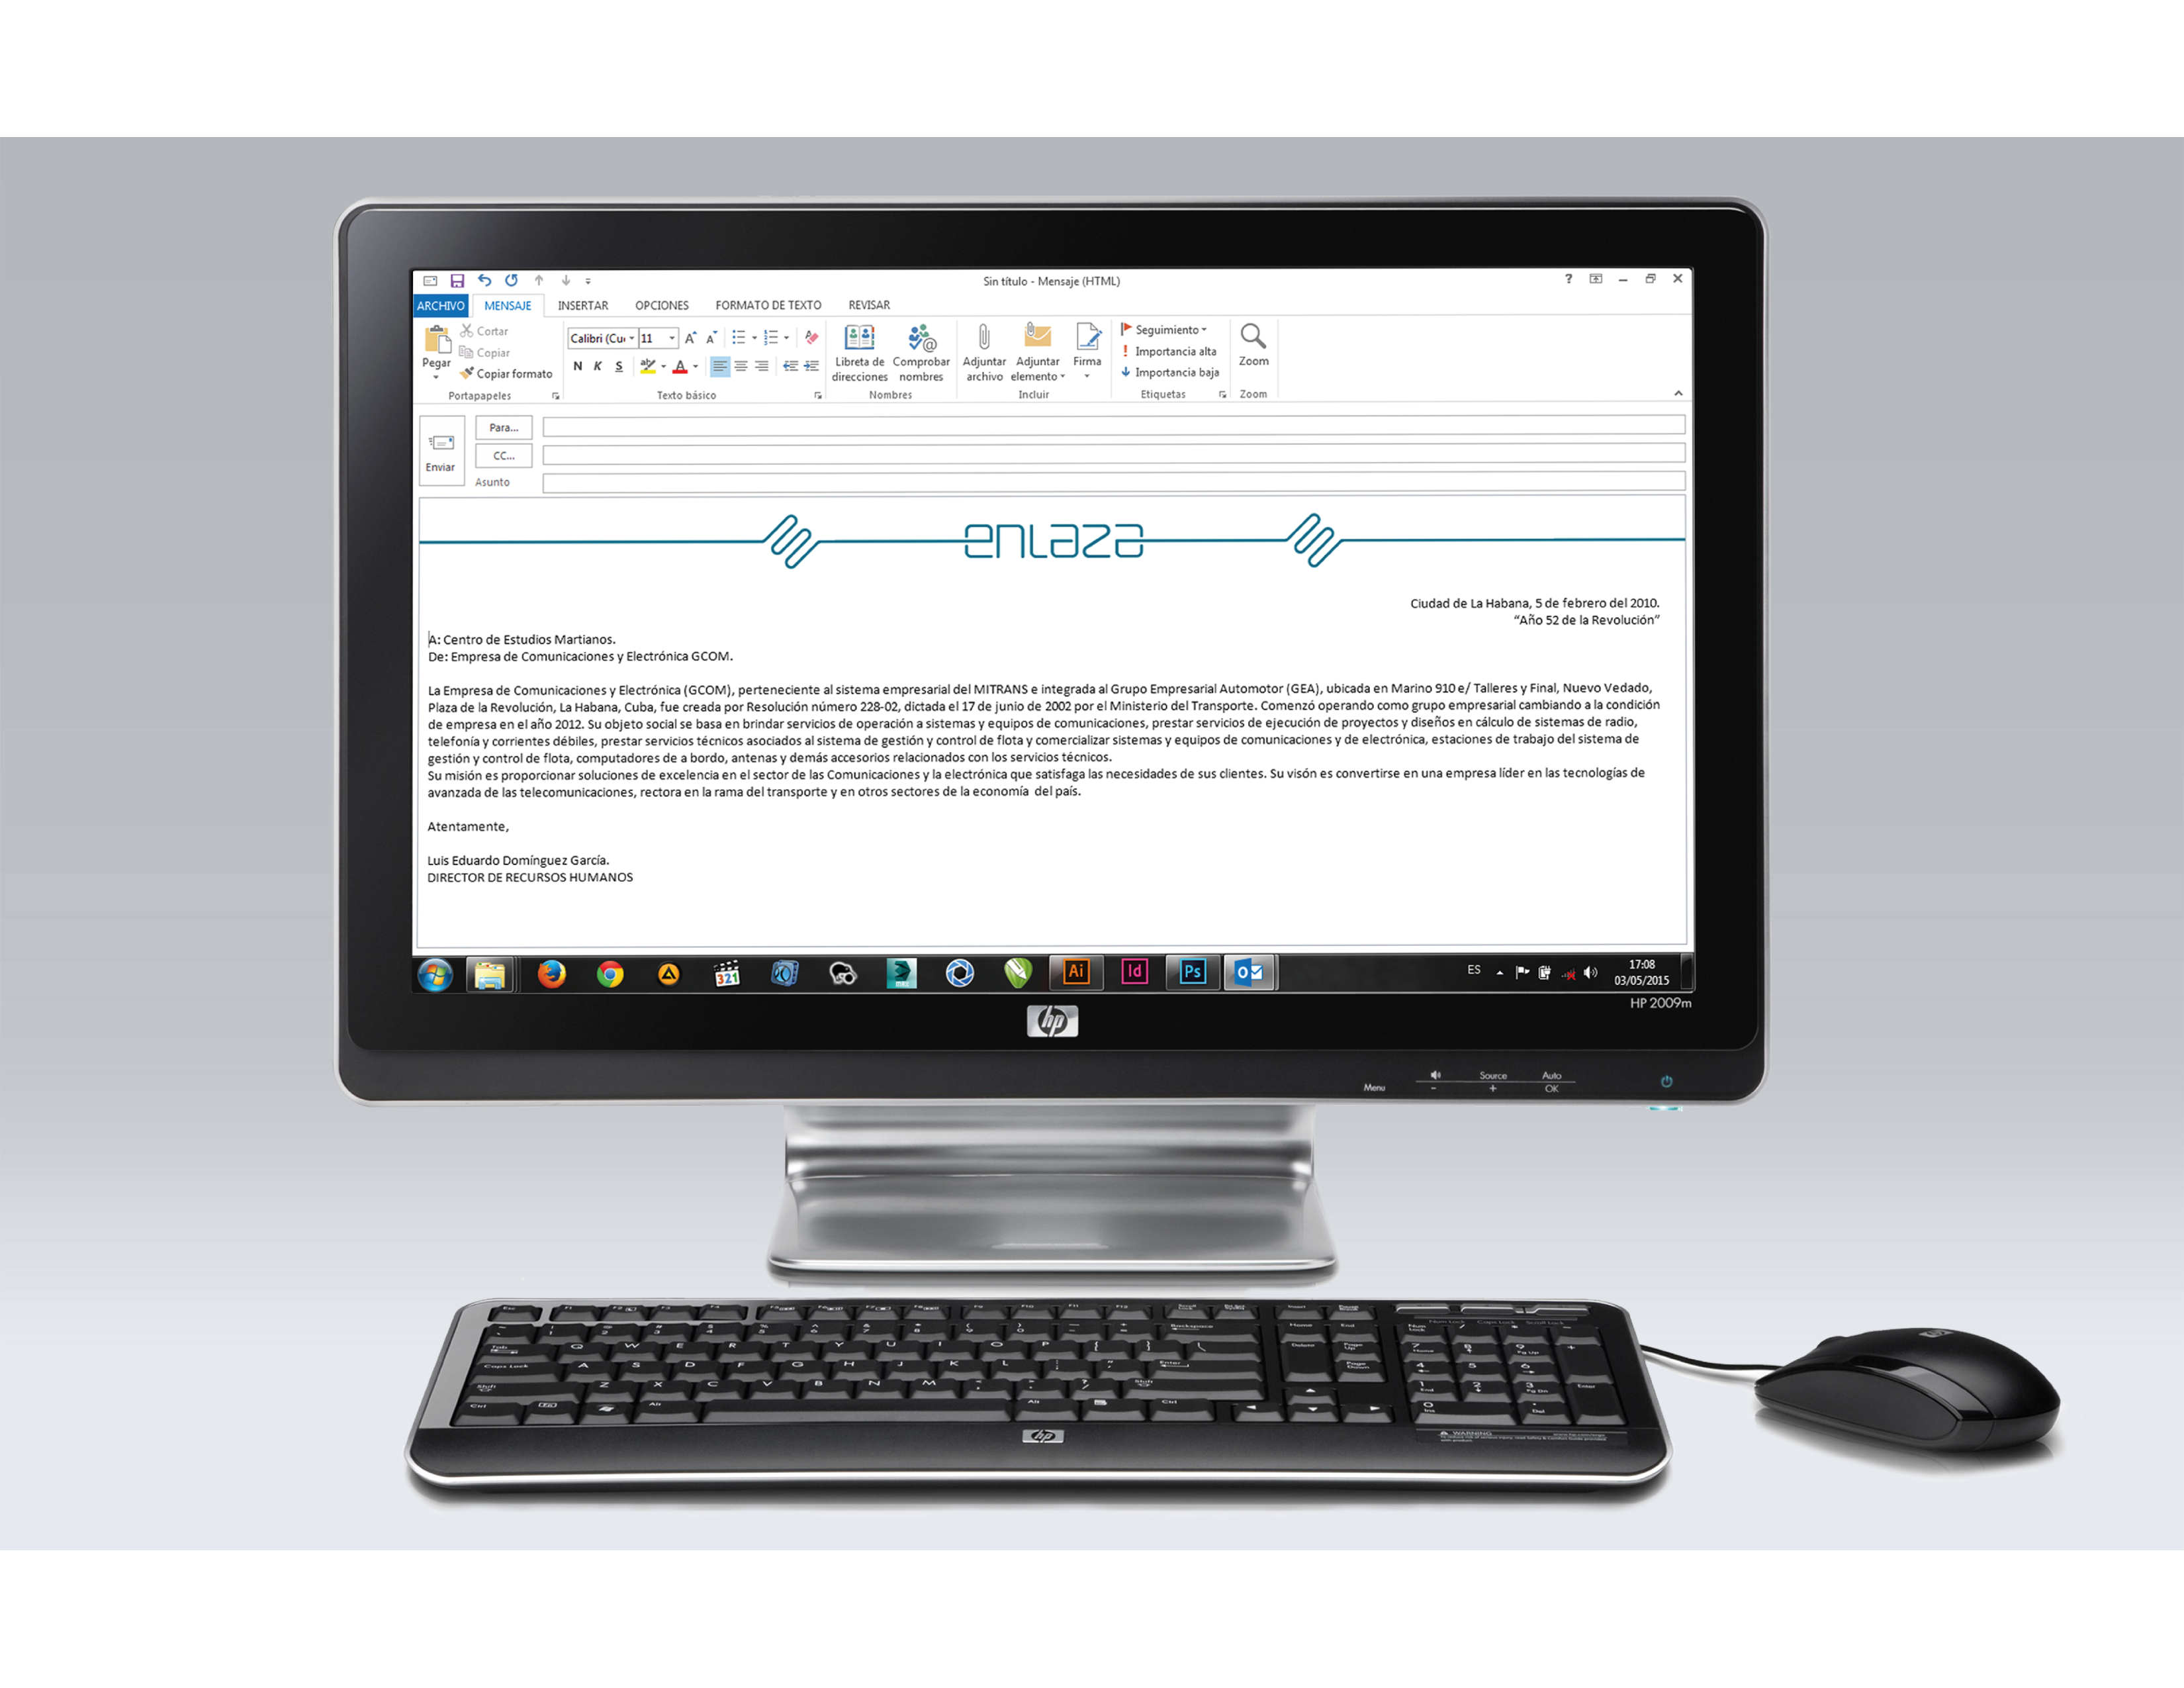 Sin título - Mensaje (HTML)
?
ARCHIVO MENSAJE INSERTAR OPCIONES FORMATO DE TEXTO REVISAR
Pegar
Cortar
Copiar
Copiar formato
Portapapeles
Calibri (Cu 11
N K S
Texto básico
Libreta de direcciones
Comprobar nombres
Nombres
Adjuntar archivo
Adjuntar elemento
Firma
Incluir
Seguimiento
Importancia alta
Importancia baja
Etiquetas
Zoom
Zoom
Enviar
Para...
CC...
Asunto
enlaza
Ciudad de La Habana, 5 de febrero del 2010.
“Año 52 de la Revolución”
A: Centro de Estudios Martianos.
De: Empresa de Comunicaciones y Electrónica GCOM.
La Empresa de Comunicaciones y Electrónica (GCOM), perteneciente al sistema empresarial del MITRANS e integrada al Grupo Empresarial Automotor (GEA), ubicada en Marino 910 e/ Talleres y Final, Nuevo Vedado,
Plaza de la Revolución, La Habana, Cuba, fue creada por Resolución número 228-02, dictada el 17 de junio de 2002 por el Ministerio del Transporte. Comenzó operando como grupo empresarial cambiando a la condición
de empresa en el año 2012. Su objeto social se basa en brindar servicios de operación a sistemas y equipos de comunicaciones, prestar servicios de ejecución de proyectos y diseños en cálculo de sistemas de radio,
telefonía y corrientes débiles, prestar servicios técnicos asociados al sistema de gestión y control de flota y comercializar sistemas y equipos de comunicaciones y de electrónica, estaciones de trabajo del sistema de
gestión y control de flota, computadores de a bordo, antenas y demás accesorios relacionados con los servicios técnicos.
Su misión es proporcionar soluciones de excelencia en el sector de las Comunicaciones y la electrónica que satisfaga las necesidades de sus clientes. Su visón es convertirse en una empresa líder en las tecnologías de
avanzada de las telecomunicaciones, rectora en la rama del transporte y en otros sectores de la economía del país.
Atentamente,
Luis Eduardo Domínguez García.
DIRECTOR DE RECURSOS HUMANOS
321
Ai Id Ps
ES
17:08
03/05/2015
HP 2009m
hp
Menu
Source
Auto
- + OK
Q W E R T Y U I O P
Caps Lock A S D F G H J K L Enter
Shift Z X C V B N M Shift
Ctrl Alt Alt Ctrl
hp
WARNING